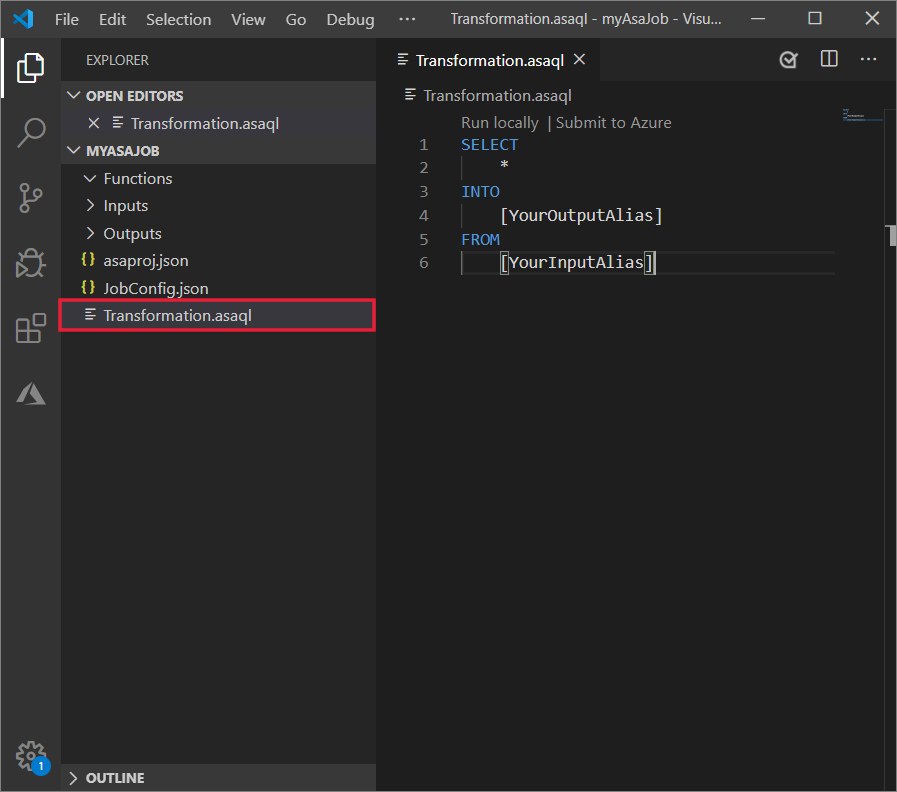 File Edit Selection View Go Debug ··· Transformation.asaql - myAsaJob - Visu...
EXPLORER
OPEN EDITORS
Transformation.asaql
MYASAJOB
Functions
Inputs
Outputs
{} asaproj.json
{} JobConfig.json
Transformation.asaql
OUTLINE
1
Transformation.asaql
Transformation.asaql
Run locally | Submit to Azure
1 SELECT
2 *
3 INTO
4 [YourOutputAlias]
5 FROM
6 [YourInputAlias]